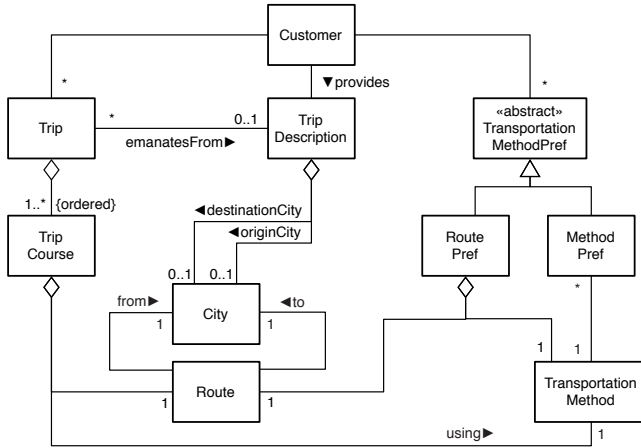 Customer
*
▼provides
*
Trip
*
0..1
emanatesFrom►
Trip
Description
«abstract»
Transportation
MethodPref
1..* {ordered}
◄destinationCity
◄originCity
Trip
Course
Route
Pref
Method
Pref
0..1
0..1
*
from►
◄to
1
City
1
1
Route
1
1
1
Transportation
Method
using►
1